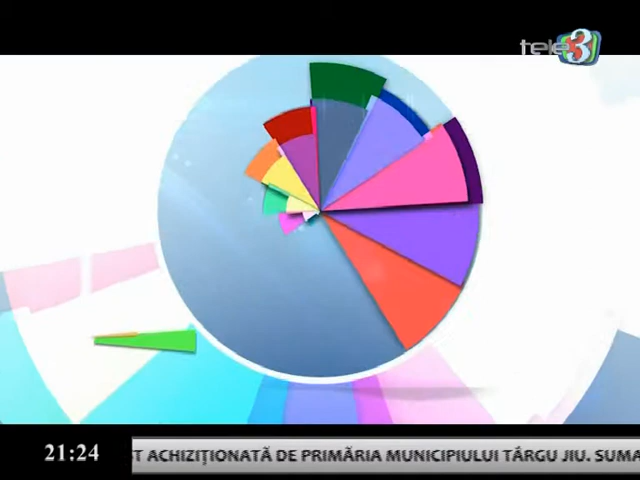 tele3
21:24
T ACHIZIȚIONATĂ DE PRIMĂRIA MUNICIPIULUI TÂRGU JIU. SUMA